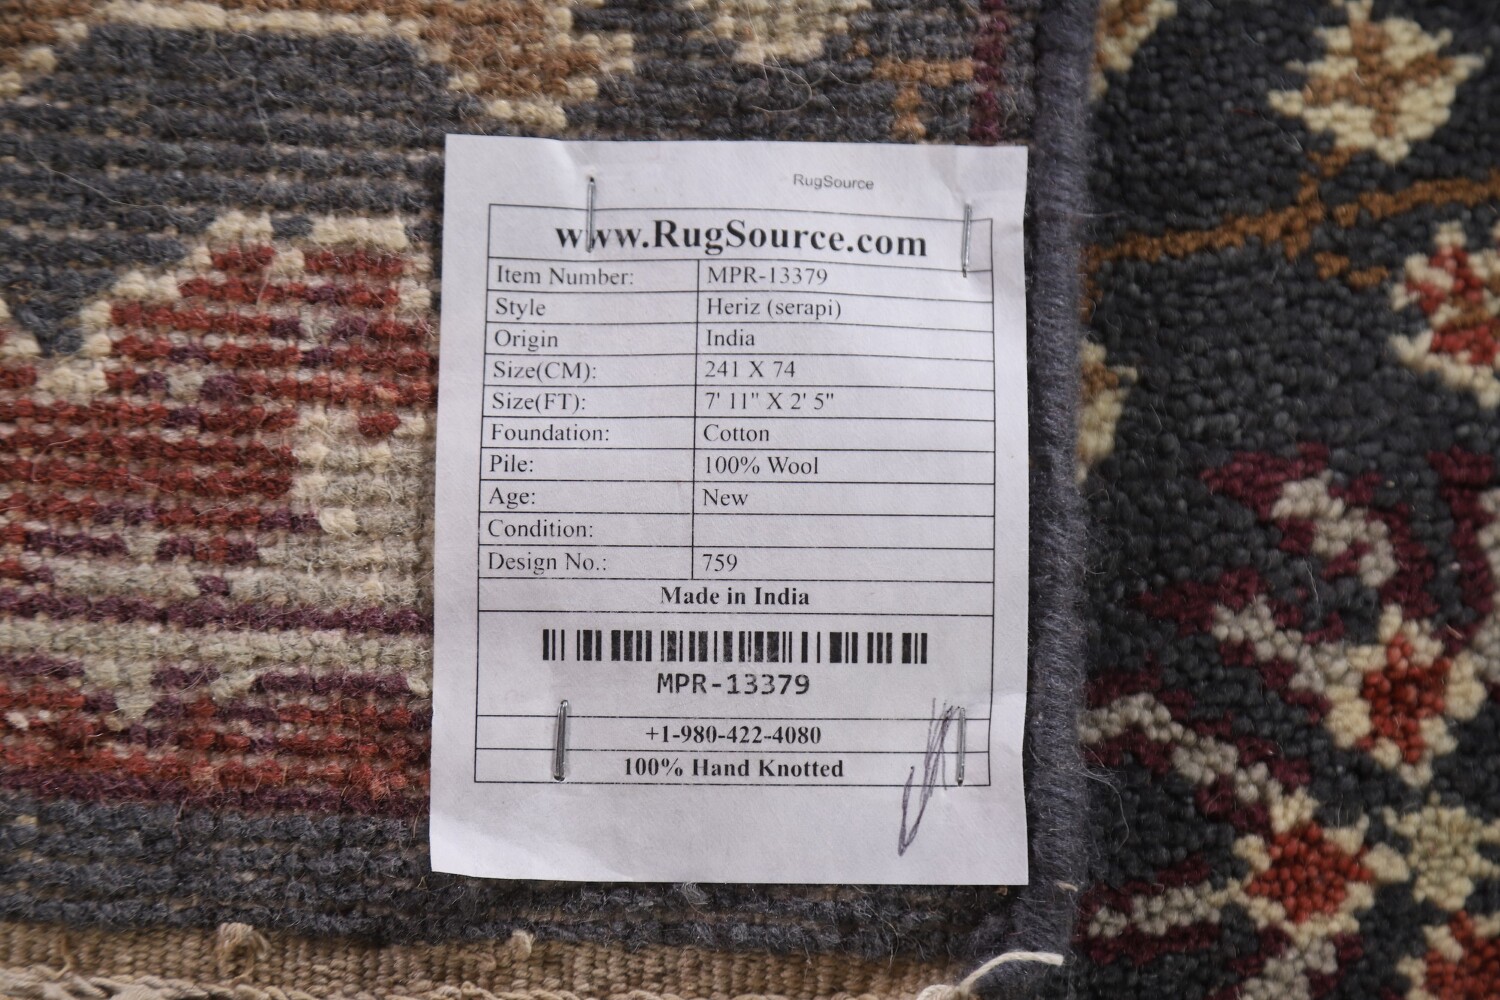 RugSource
www.RugSource.com
Item Number: MPR-13379
Style Heriz (serapi)
Origin India
Size(CM): 241 X 74
Size(FT): 7' 11" X 2' 5"
Foundation: Cotton
Pile: 100% Wool
Age: New
Condition:
Design No.: 759
Made in India
MPR-13379
+1-980-422-4080
100% Hand Knotted